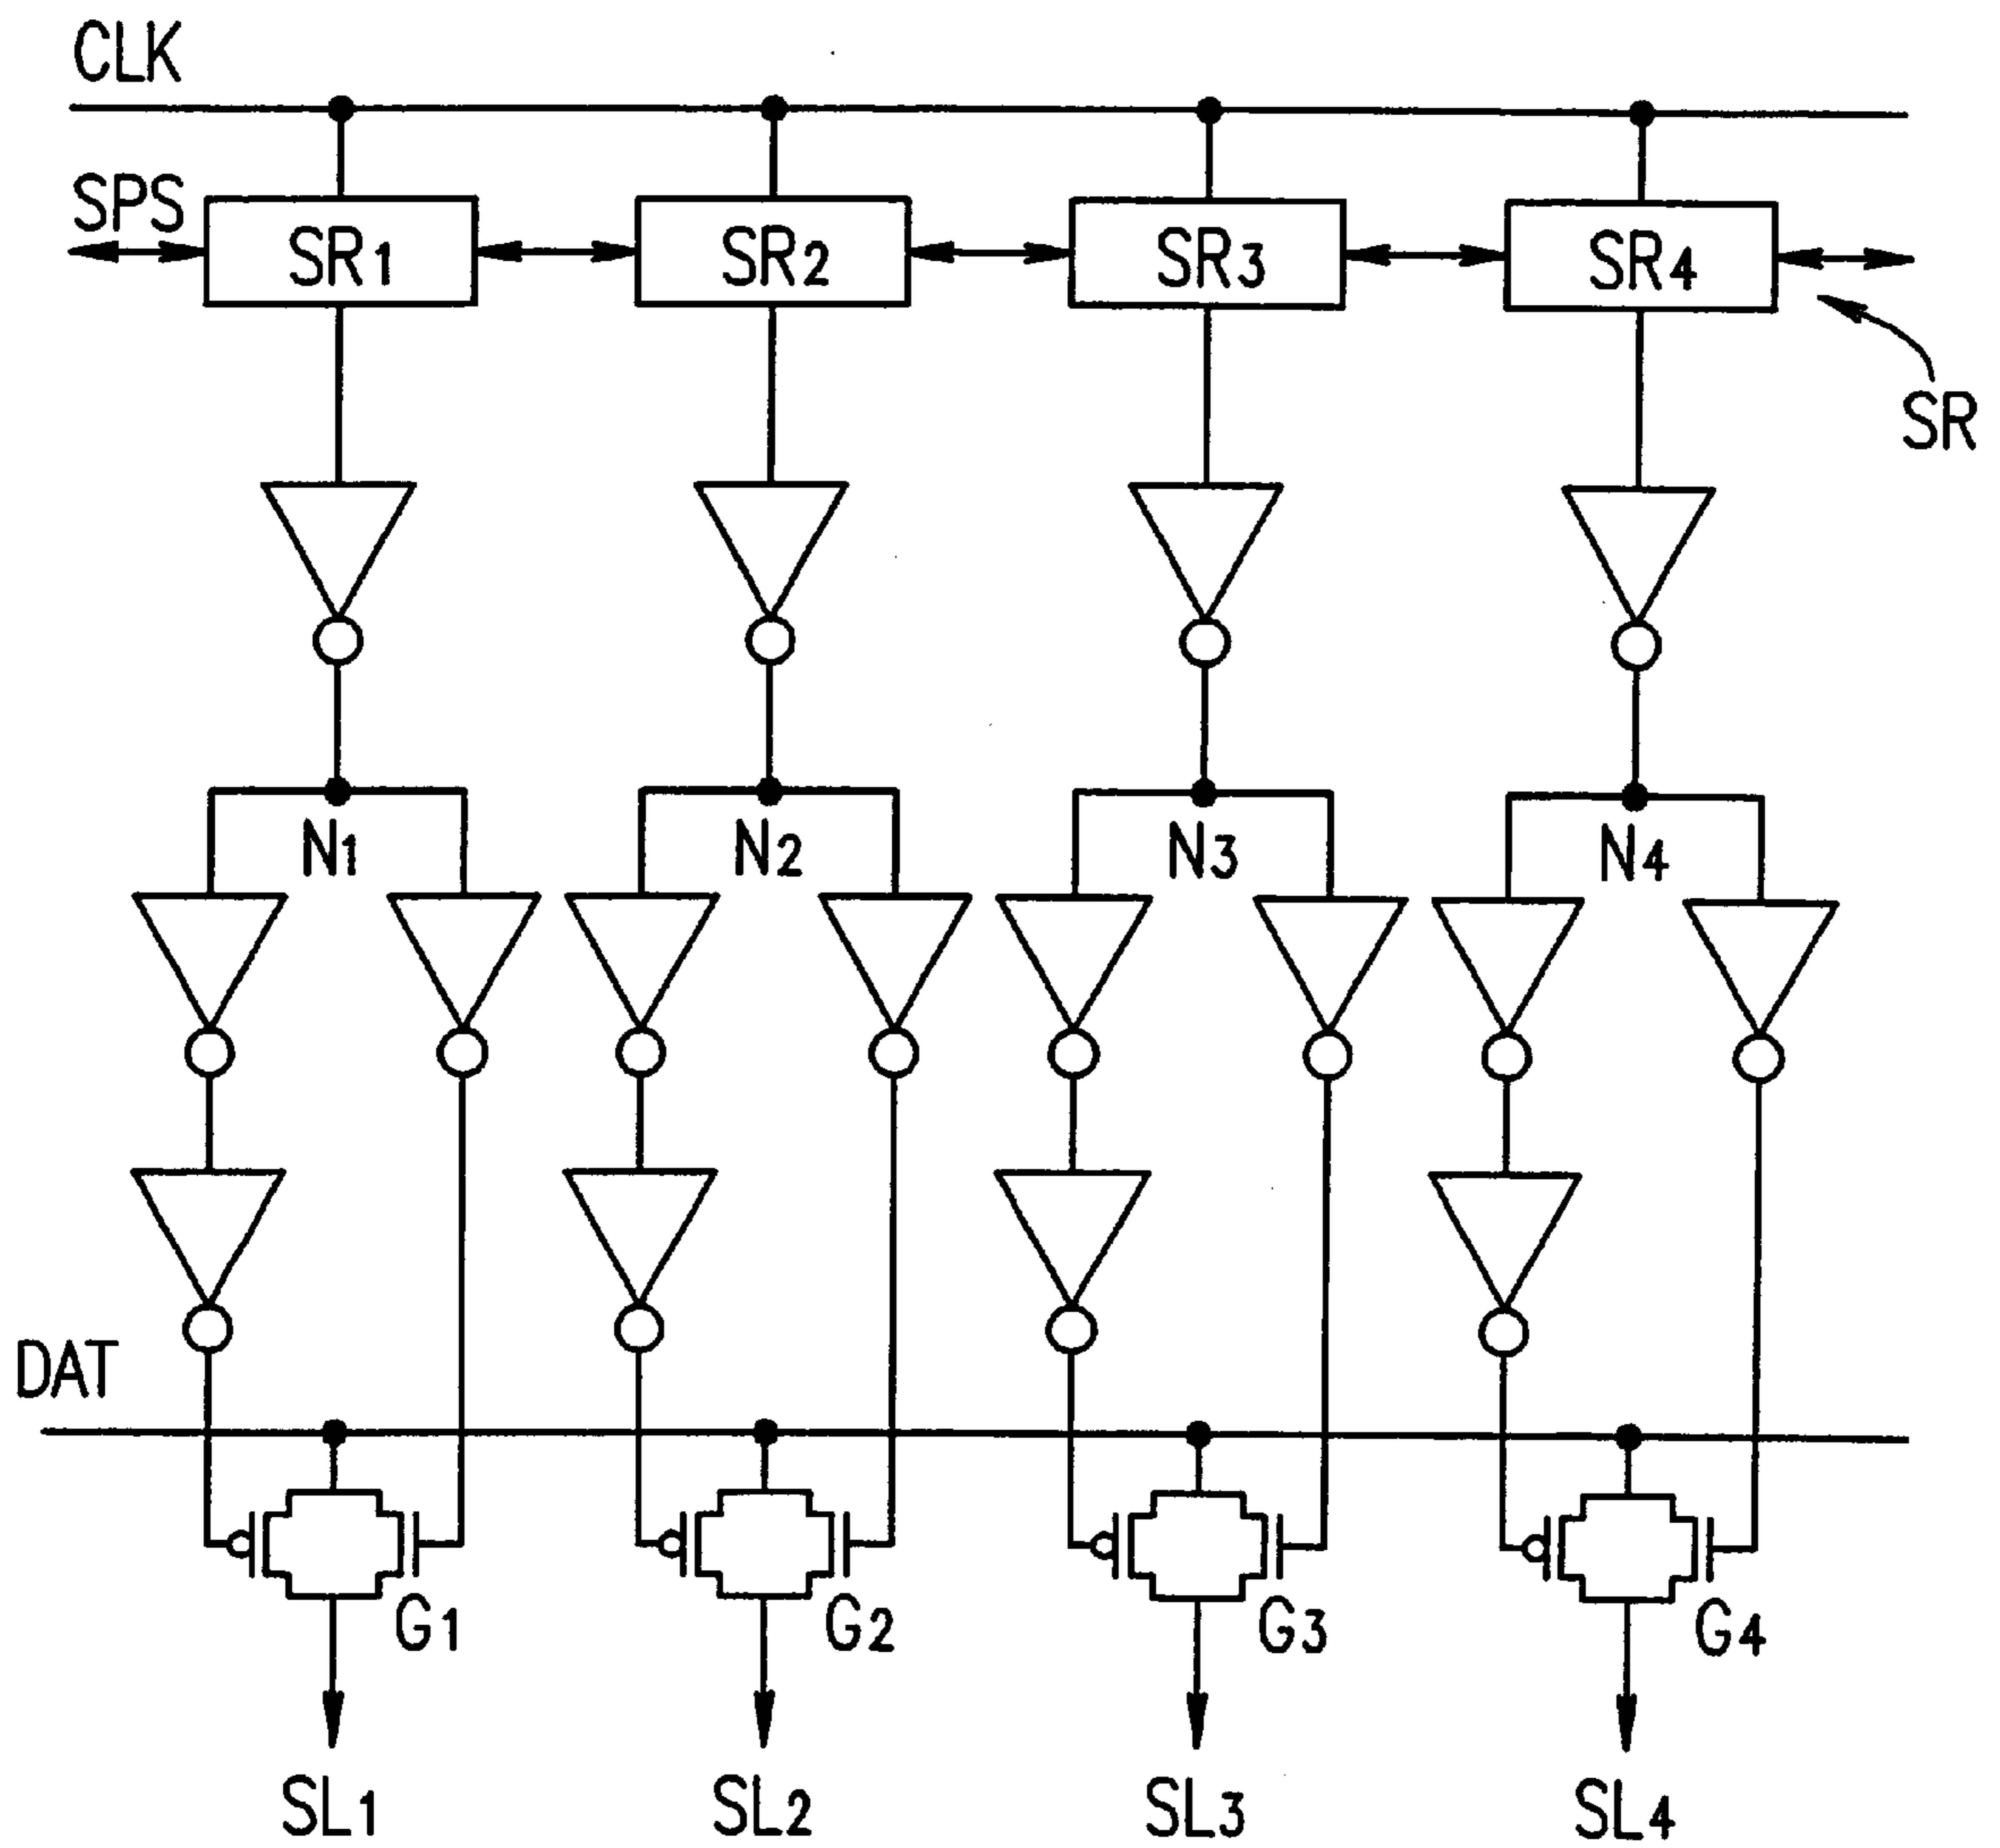 CLK
SPS
SR1 SR2 SR3 SR4
SR
N1 N2 N3 N4
DAT
G1 G2 G3 G4
SL1 SL2 SL3 SL4